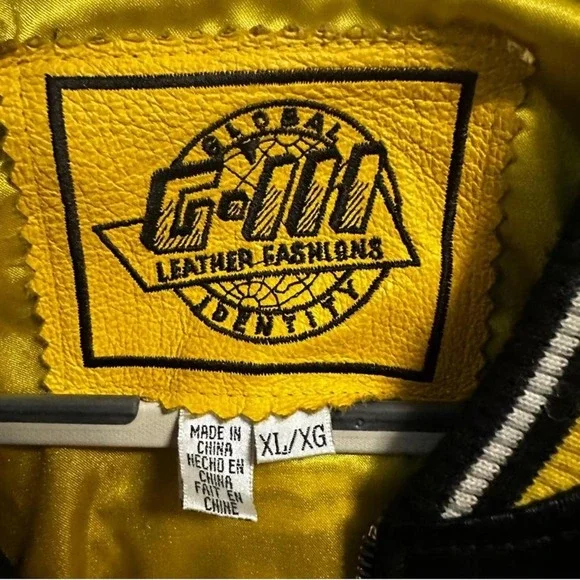 GLOBAL
G-III
LEATHER FASHIONS
IDENTITY
MADE IN
CHINA
HECHO EN
CHINA
FAIT EN
CHINE
XL/XG